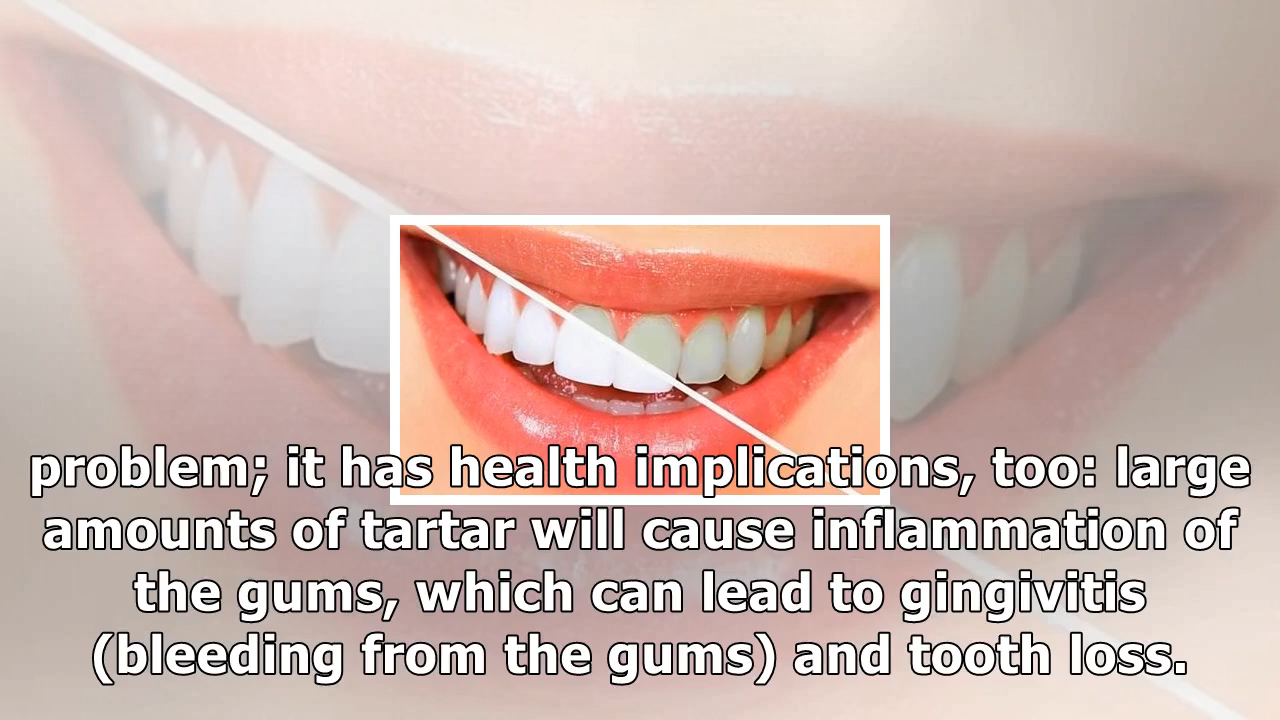 problem; it has health implications, too: large
amounts of tartar will cause inflammation of
the gums, which can lead to gingivitis
(bleeding from the gums) and tooth loss.